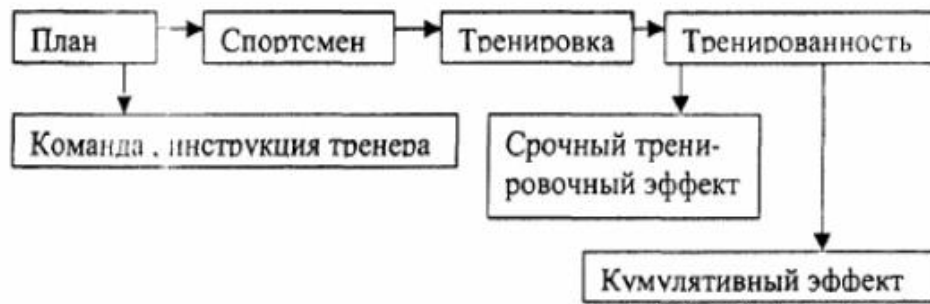 План Спортсмен Тренировка Тренированность
Команда, инструкция тренера
Срочный трени-
ровочный эффект
Кумулятивный эффект